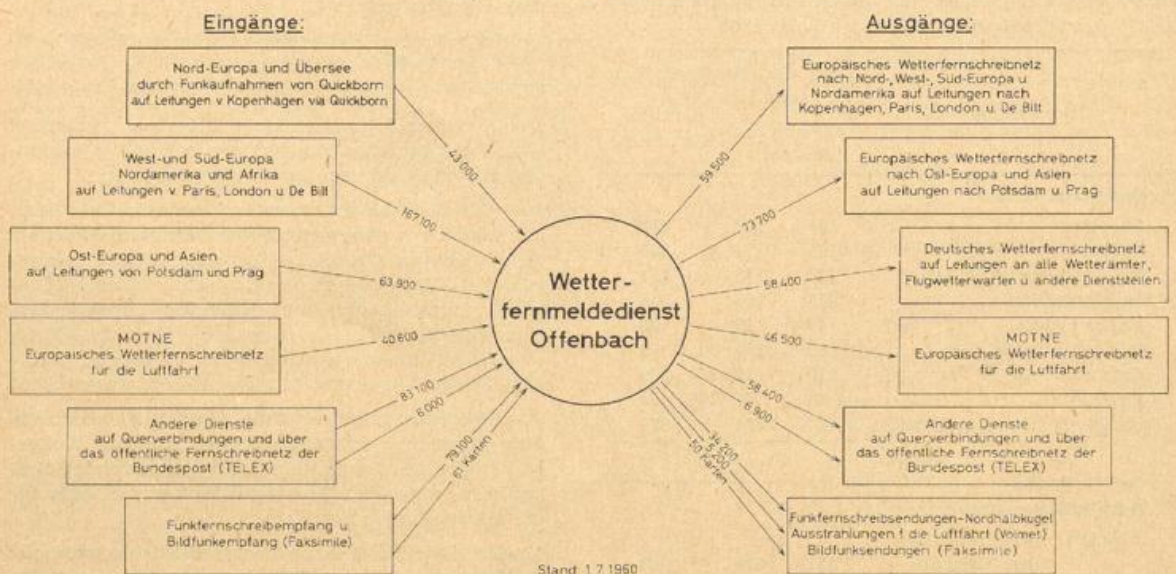 Eingänge:
Nord-Europa und Übersee
durch Funkaufnahmen von Quickborn
auf Leitungen v Kopenhagen via Quickborn
43 000
West-und Süd-Europa
Nordamerika und Afrika
auf Leitungen v. Paris, London u De Bilt
167 100
Ost-Europa und Asien
auf Leitungen von Potsdam und Prag
63 900
MOTNE
Europäisches Wetterfernschreibnetz
für die Luftfahrt
40 600
Andere Dienste
auf Querverbindungen und über
das öffentliche Fernschreibnetz der
Bundespost (TELEX)
83 100
6 000
Funkfernschreibempfang u
Bildfunkempfang (Faksimile)
79 100
61 Karten
Wetter-
fernmeldedienst
Offenbach
Ausgänge:
Europäisches Wetterfernschreibnetz
nach Nord-, West-, Süd-Europa u
Nordamerika auf Leitungen nach
Kopenhagen, Paris, London u. De Bilt
59 500
Europäisches Wetterfernschreibnetz
nach Ost-Europa und Asien
auf Leitungen nach Potsdam u Prag
73 700
Deutsches Wetterfernschreibnetz
auf Leitungen an alle Wetterämter,
Flugwetterwarten u andere Dienststellen
58 400
MOTNE
Europäisches Wetterfernschreibnetz
für die Luftfahrt
46 500
Andere Dienste
auf Querverbindungen und über
das öffentliche Fernschreibnetz der
Bundespost (TELEX)
58 400
6 900
Funkfernschreibsendungen-Nordhalbkugel
Ausstrahlungen f. die Luftfahrt (Volmet)
Bildfunksendungen (Faksimile)
34 200
5 200
50 Karten
Stand: 1.7.1960